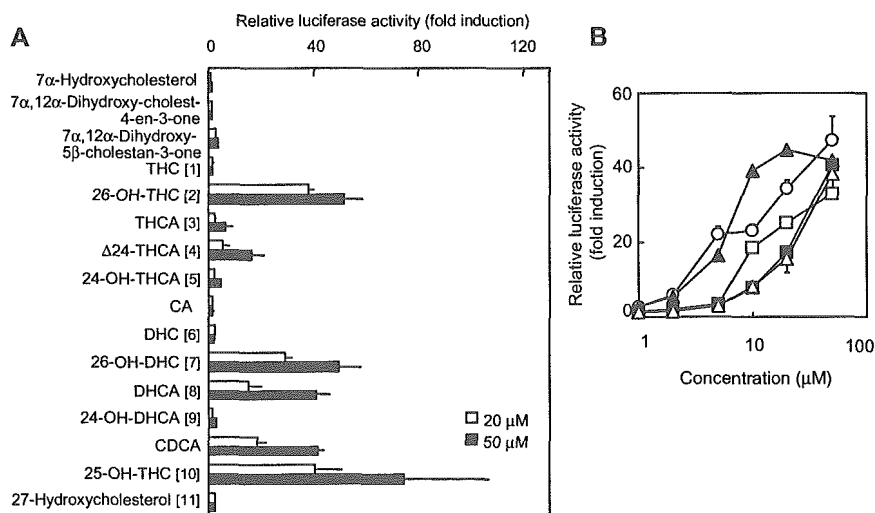 A
Relative luciferase activity (fold induction)
0 40 80 120
7α-Hydroxycholesterol
7α,12α-Dihydroxy-cholest-
4-en-3-one
7α,12α-Dihydroxy-
5β-cholestan-3-one
THC [1]
26-OH-THC [2]
THCA [3]
Δ24-THCA [4]
24-OH-THCA [5]
CA
DHC [6]
26-OH-DHC [7]
DHCA [8]
24-OH-DHCA [9]
CDCA
25-OH-THC [10]
27-Hydroxycholesterol [11]
20 μM
50 μM
B
Relative luciferase activity
(fold induction)
60
40
20
0
1 10 100
Concentration (μM)